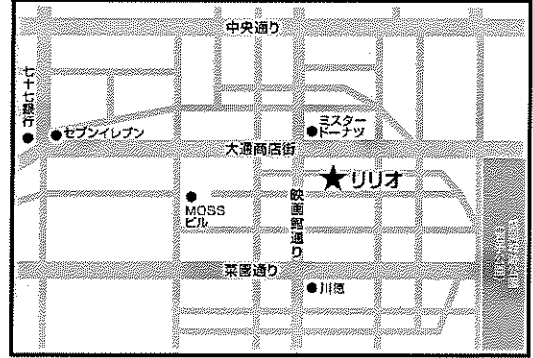 中央通り
七十七銀行
●セブンイレブン
●ミスター
ドーナツ
大通商店街
★リリオ
●
MOSS
ビル
映画館通り
菜園通り
●川徳